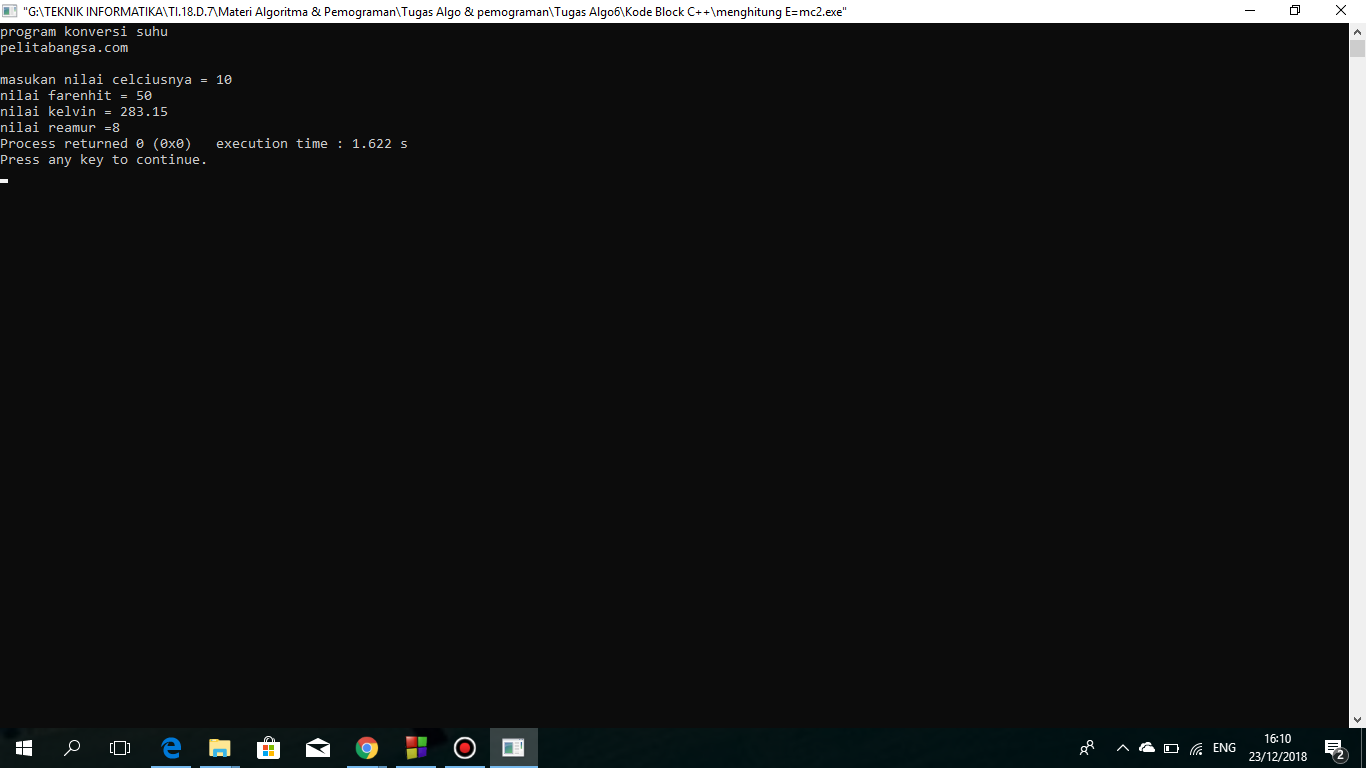 "G:\TEKNIK INFORMATIKA\TI.18.D.7\Materi Algoritma & Pemograman\Tugas Algo & pemograman\Tugas Algo6\Kode Block C++\menghitung E=mc2.exe"
program konversi suhu
pelitabangsa.com
masukan nilai celciusnya = 10
nilai farenhit = 50
nilai kelvin = 283.15
nilai reamur =8
Process returned 0 (0x0)   execution time : 1.622 s
Press any key to continue.
ENG
16:10
23/12/2018
2